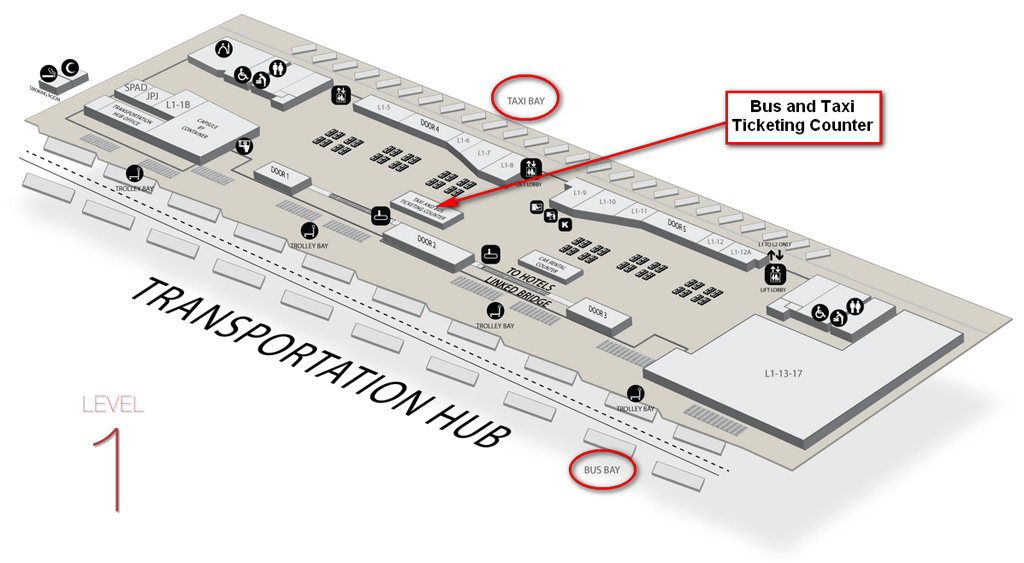 TAXI BAY
Bus and Taxi
Ticketing Counter
SMOKING ROOM
SPAD
JPJ
L1-1B
TRANSPORTATION
HUB OFFICE
CAPSULE
BY
CONTAINER
L1-5
DOOR 4
L1-6
L1-7
L1-8
LIFT LOBBY
TROLLEY BAY
DOOR 1
TAXI AND BUS
TICKETING COUNTER
L1-9
L1-10
L1-11
DOOR 5
L1-12
L1-12A
L1 TO L2 ONLY
LIFT LOBBY
K
TROLLEY BAY
DOOR 2
CAR RENTAL
COUNTER
TO HOTELS
LINKED BRIDGE
DOOR 3
TROLLEY BAY
L1-13-17
TROLLEY BAY
TRANSPORTATION HUB
LEVEL
1
BUS BAY